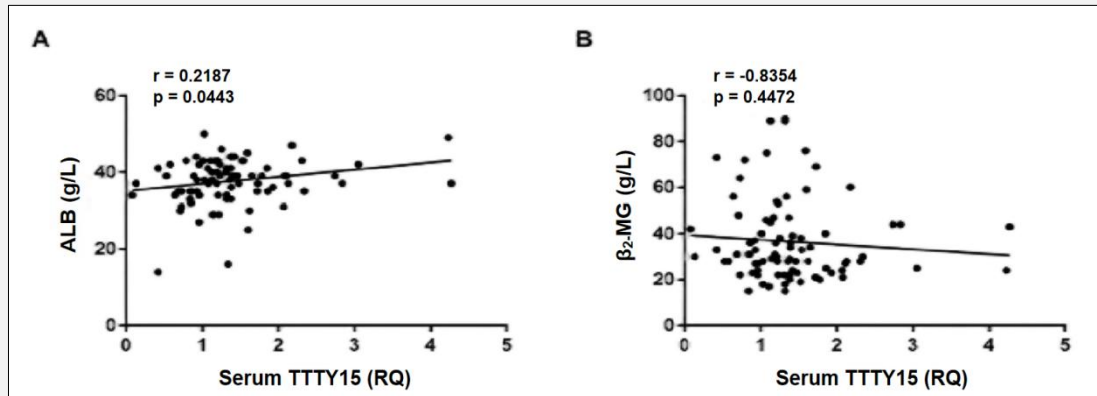 A
r = 0.2187
p = 0.0443
60
40
20
0
0 1 2 3 4 5
ALB (g/L)
Serum TTTY15 (RQ)
B
r = -0.8354
p = 0.4472
100
80
60
40
20
0
0 1 2 3 4 5
β₂-MG (g/L)
Serum TTTY15 (RQ)